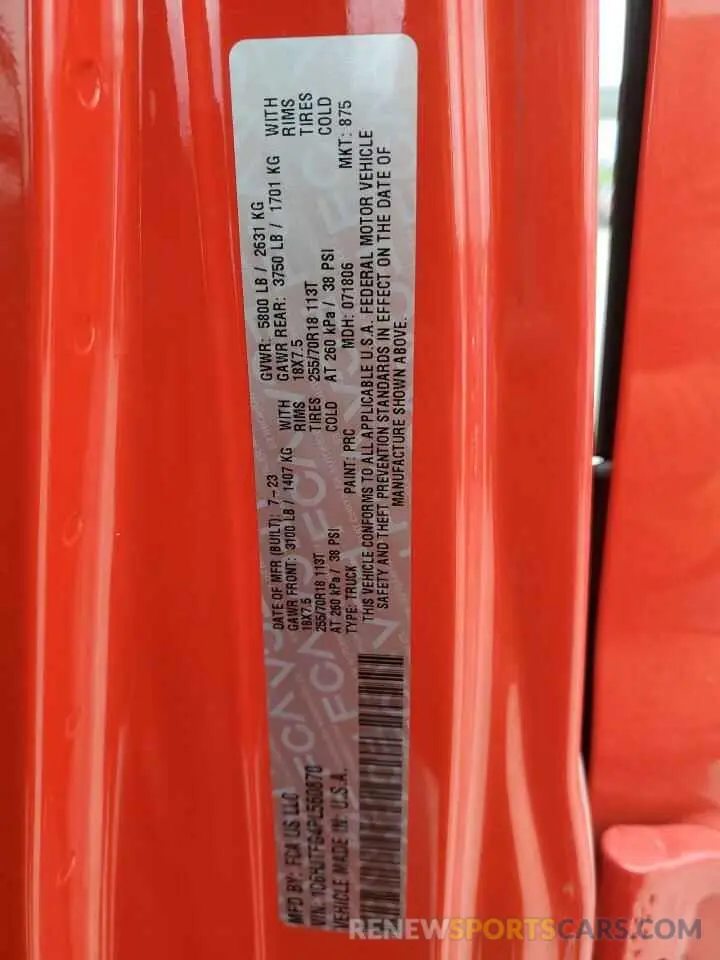 MFD BY: FCA US LLC
DATE OF MFR (BUILT): 7-23 GVWR: 5800 LB / 2631 KG
GAWR FRONT: 3100 LB / 1407 KG WITH GAWR REAR: 3750 LB / 1701 KG WITH
18X7.5 RIMS 18X7.5 RIMS
255/70R18 113T TIRES 255/70R18 113T TIRES
AT 260 kPa / 38 PSI COLD AT 260 kPa / 38 PSI COLD
VIN: 1C6HJTFG4PL560870
TYPE: TRUCK PAINT: PRC MDH: 071806 MKT: 875
VEHICLE MADE IN U.S.A.
THIS VEHICLE CONFORMS TO ALL APPLICABLE U.S.A. FEDERAL MOTOR VEHICLE
SAFETY AND THEFT PREVENTION STANDARDS IN EFFECT ON THE DATE OF
MANUFACTURE SHOWN ABOVE.
RENEWSPORTSCARS.COM